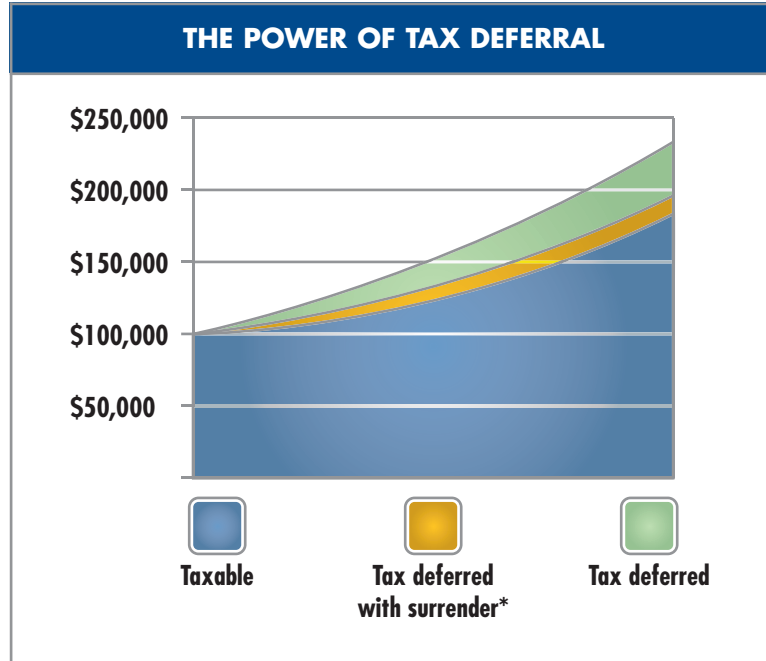 THE POWER OF TAX DEFERRAL
$250,000
$200,000
$150,000
$100,000
$50,000
Taxable
Tax deferred
with surrender*
Tax deferred